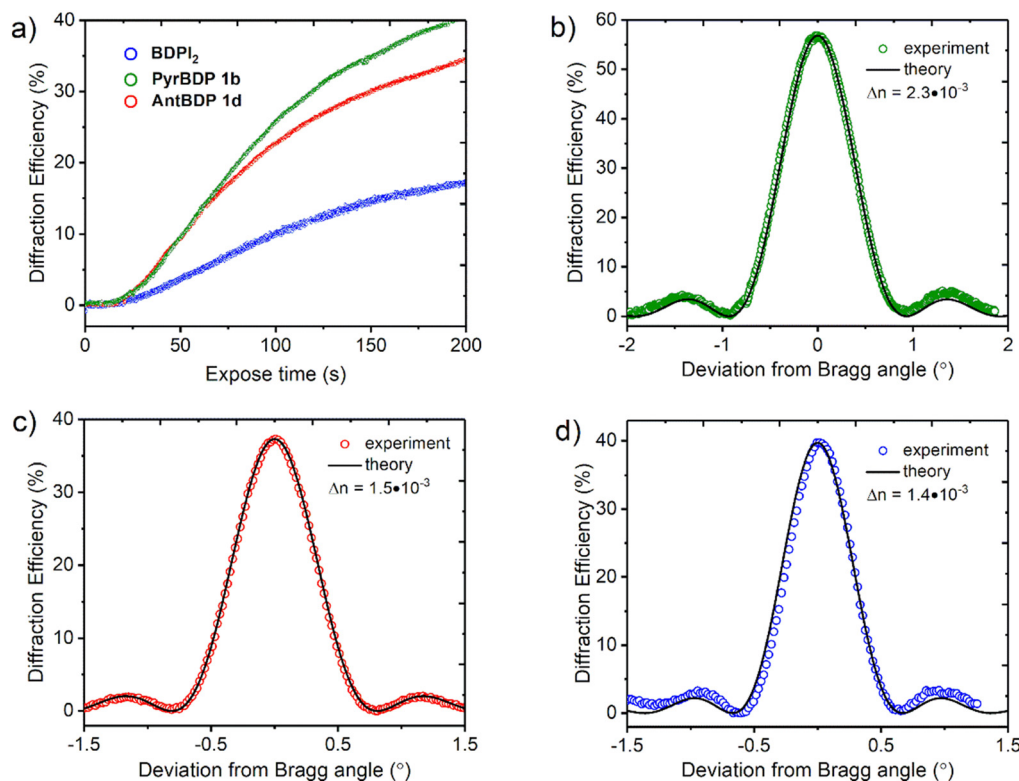 a)
Diffraction Efficiency (%)
40
30
20
10
0
BDPI₂
PyrBDP 1b
AntBDP 1d
0 50 100 150 200
Expose time (s)
b)
Diffraction Efficiency (%)
60
50
40
30
20
10
0
experiment
theory
Δn = 2.3•10⁻³
-2 -1 0 1 2
Deviation from Bragg angle (°)
c)
Diffraction Efficiency (%)
40
30
20
10
0
experiment
theory
Δn = 1.5•10⁻³
-1.5 -0.5 0.5 1.5
Deviation from Bragg angle (°)
d)
Diffraction Efficiency (%)
40
30
20
10
0
experiment
theory
Δn = 1.4•10⁻³
-1.5 -0.5 0.5 1.5
Deviation from Bragg angle (°)